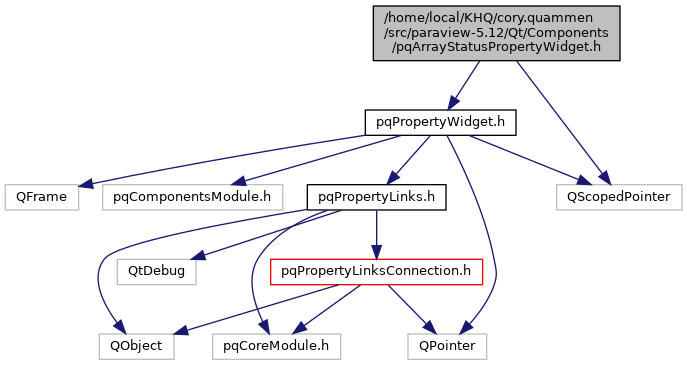 /home/local/KHQ/cory.quammen
/src/paraview-5.12/Qt/Components
/pqArrayStatusPropertyWidget.h
pqPropertyWidget.h
QFrame
pqComponentsModule.h
pqPropertyLinks.h
QScopedPointer
QtDebug
pqPropertyLinksConnection.h
QObject
pqCoreModule.h
QPointer